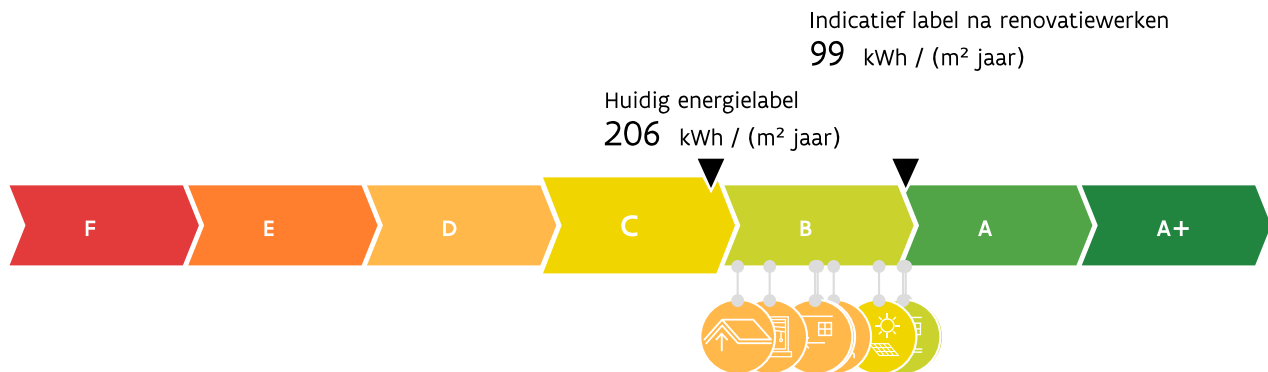 Indicatief label na renovatiewerken
99 kWh / (m² jaar)
Huidig energielabel
206 kWh / (m² jaar)
F E D C B A A+